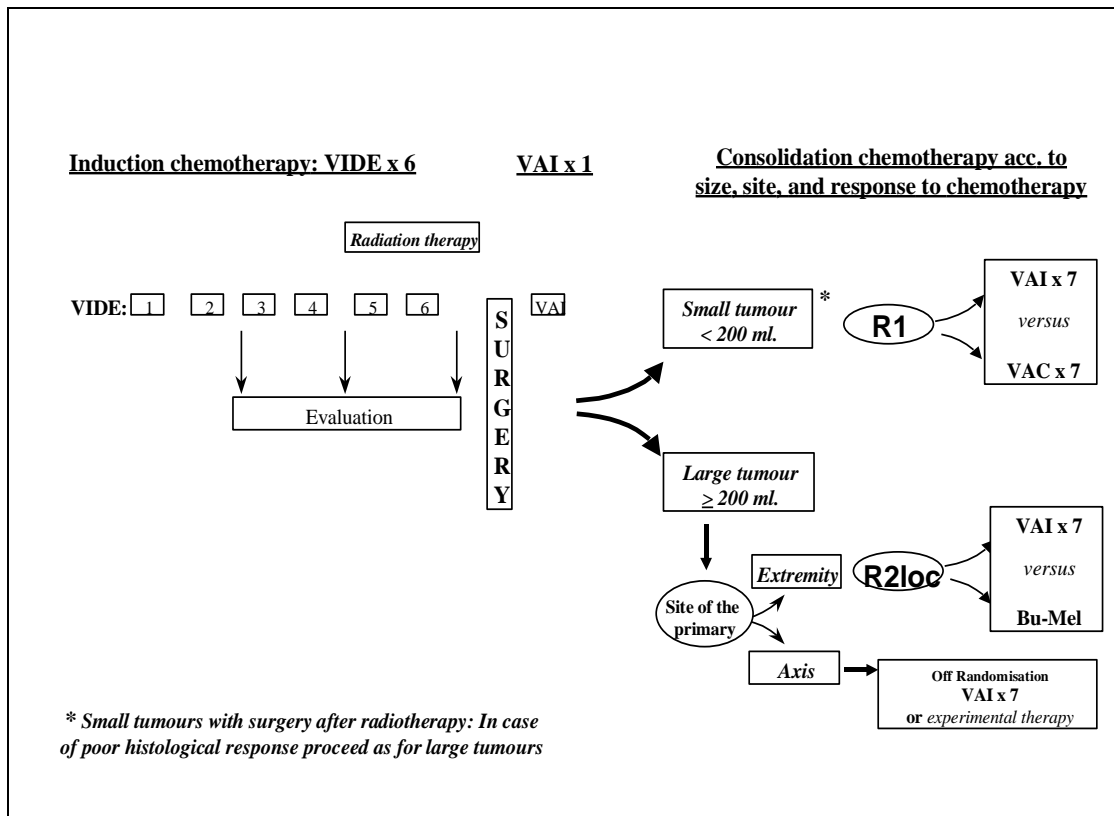 Induction chemotherapy: VIDE x 6
VAI x 1
Consolidation chemotherapy acc. to
size, site, and response to chemotherapy
Radiation therapy
VIDE: 1 2 3 4 5 6
VAI
SURGERY
Evaluation
Small tumour
< 200 ml.
*
R1
VAI x 7
versus
VAC x 7
Large tumour
≥ 200 ml.
Site of the
primary
Extremity
R2loc
VAI x 7
versus
Bu-Mel
Axis
Off Randomisation
VAI x 7
or experimental therapy
* Small tumours with surgery after radiotherapy: In case
of poor histological response proceed as for large tumours